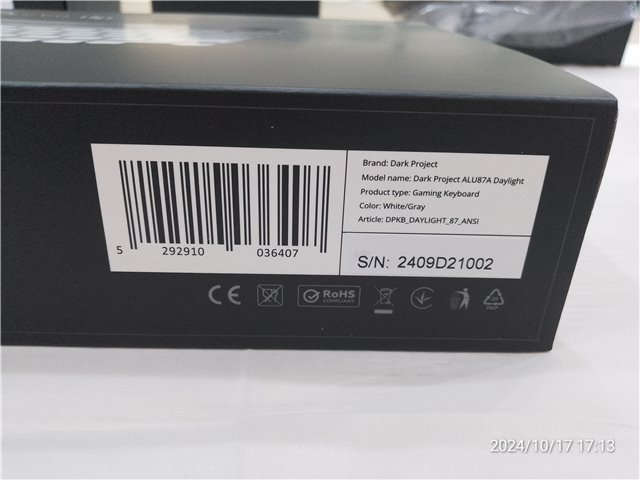 Brand: Dark Project
Model name: Dark Project ALU87A Daylight
Product type: Gaming Keyboard
Color: White/Gray
Article: DPKB_DAYLIGHT_87_ANSI
5 292910 036407
S/N: 2409D21002
CE
RoHS
COMPLIANT
PAP
2024/10/17 17:13